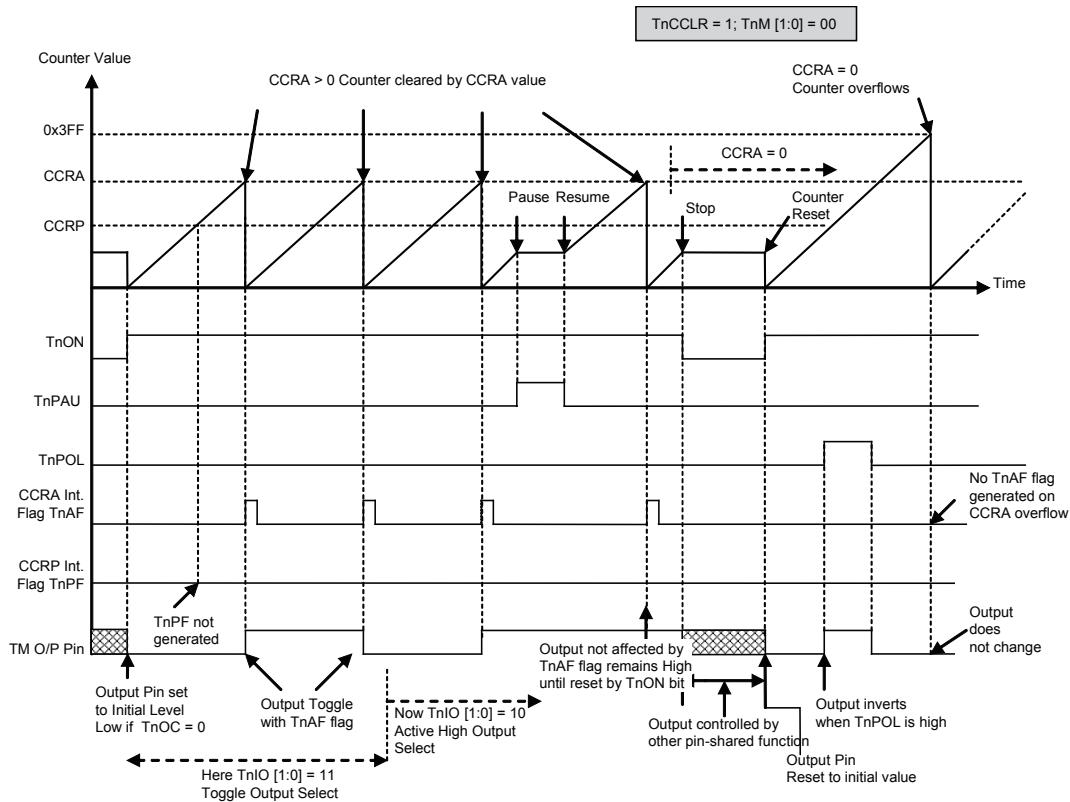 TnCCLR = 1; TnM [1:0] = 00
Counter Value
CCRA > 0 Counter cleared by CCRA value
CCRA = 0
Counter overflows
0x3FF
CCRA = 0
CCRA
Pause Resume
Stop
Counter
Reset
CCRP
Time
TnON
TnPAU
TnPOL
No TnAF flag
generated on
CCRA overflow
CCRA Int.
Flag TnAF
CCRP Int.
Flag TnPF
TnPF not
generated
Output
does
not change
TM O/P Pin
Output not affected by
TnAF flag remains High
until reset by TnON bit
Output Pin set
to Initial Level
Low if TnOC = 0
Output Toggle
with TnAF flag
Now TnIO [1:0] = 10
Active High Output
Select
Output controlled by
other pin-shared function
Output inverts
when TnPOL is high
Output Pin
Reset to initial value
Here TnIO [1:0] = 11
Toggle Output Select